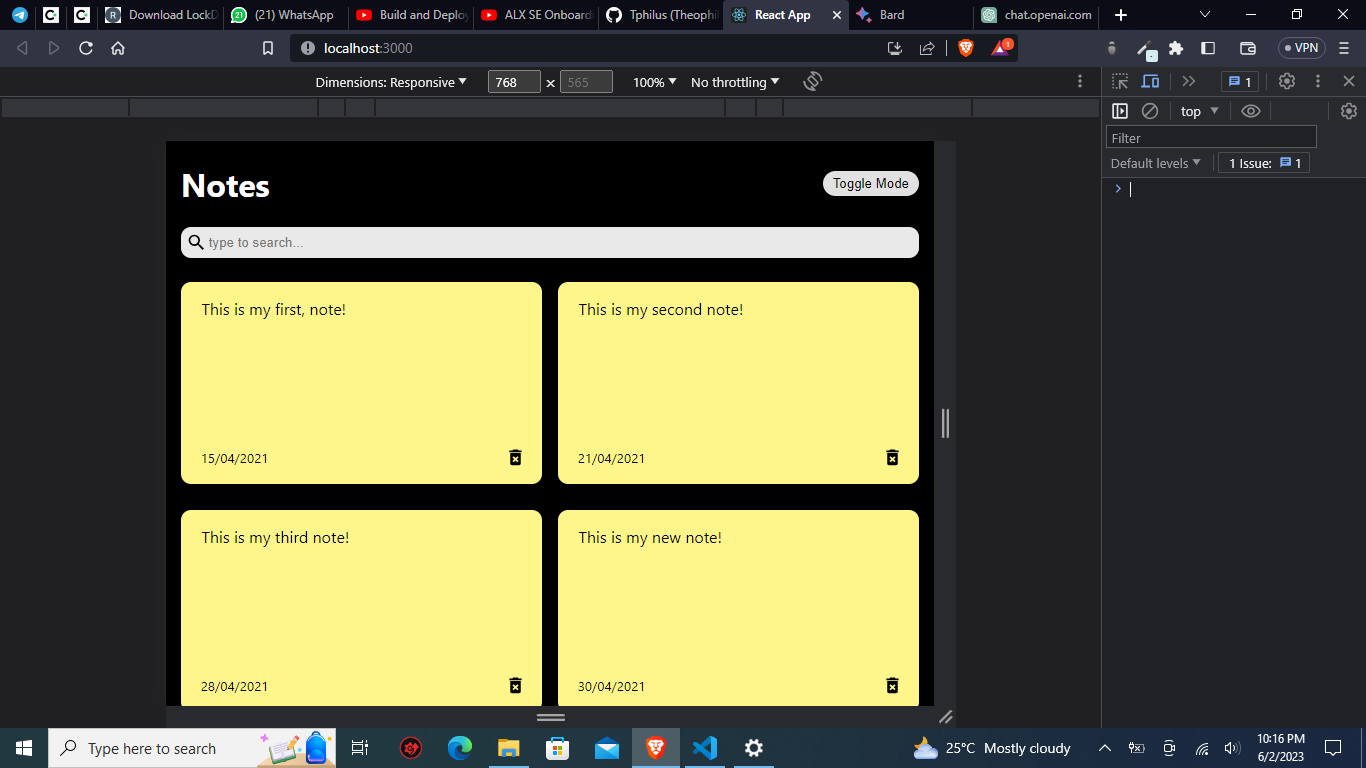 Download LockD
(21) WhatsApp
Build and Deploy
ALX SE Onboard
Tphilus (Theophi
React App
Bard
chat.openai.com
localhost:3000
1
VPN
Dimensions: Responsive
768 × 565
100%
No throttling
1
top
Filter
Default levels
1 Issue: 1
Notes
Toggle Mode
type to search...
This is my first, note!
This is my second note!
15/04/2021
21/04/2021
This is my third note!
This is my new note!
28/04/2021
30/04/2021
Type here to search
25°C Mostly cloudy
10:16 PM
6/2/2023